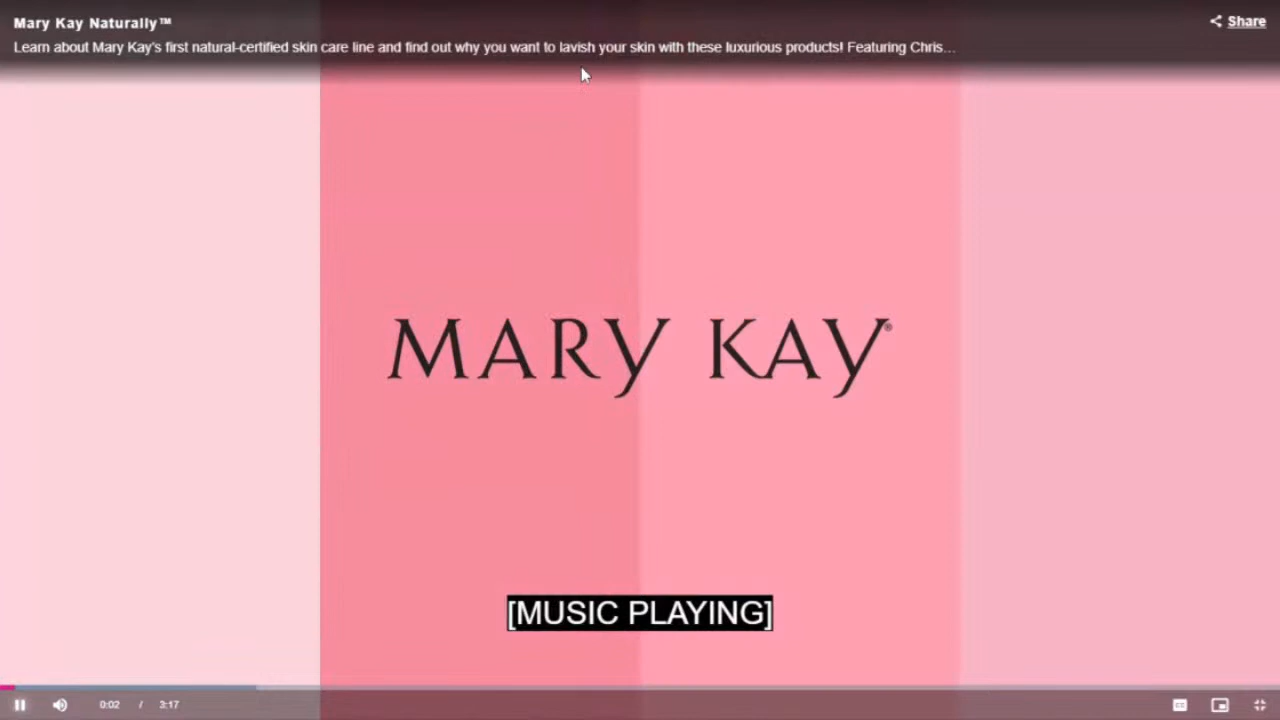 Mary Kay Naturally™
Share
Learn about Mary Kay's first natural-certified skin care line and find out why you want to lavish your skin with these luxurious products! Featuring Chris...
MARY KAY®
[MUSIC PLAYING]
0:02 / 3:17
CC